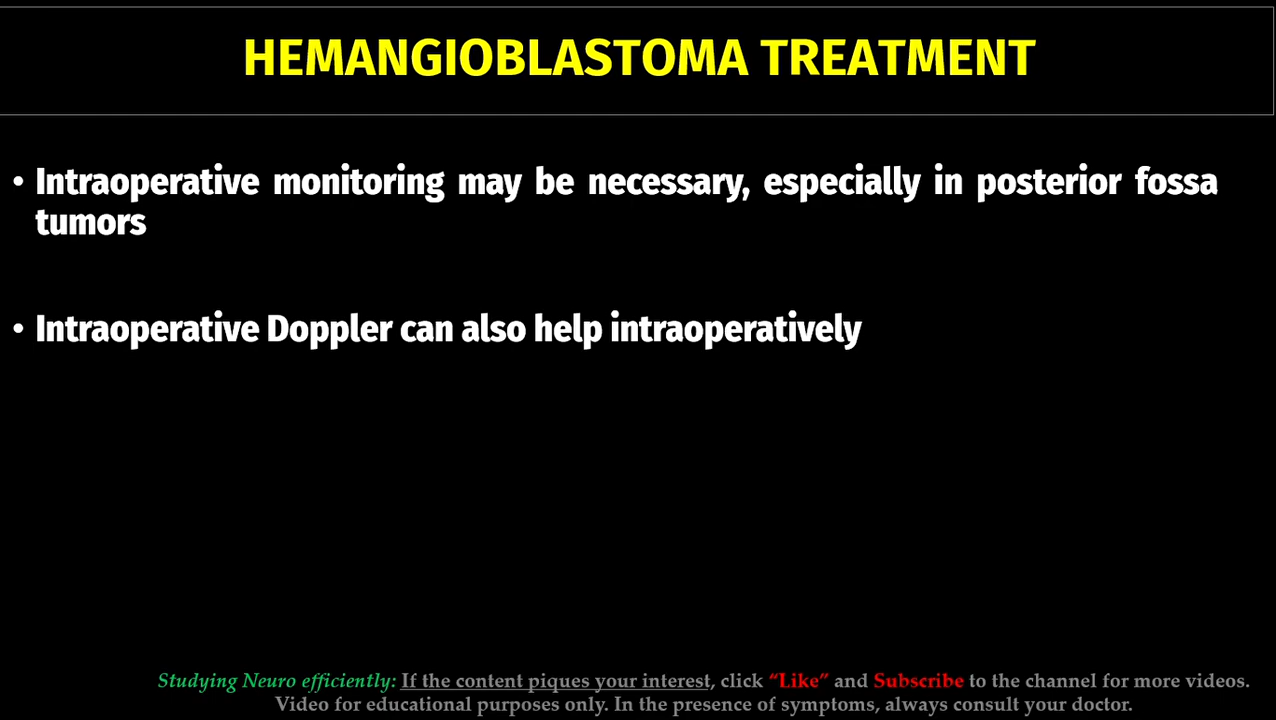 HEMANGIOBLASTOMA TREATMENT
• Intraoperative monitoring may be necessary, especially in posterior fossa
tumors
• Intraoperative Doppler can also help intraoperatively
Studying Neuro efficiently: If the content piques your interest, click “Like” and Subscribe to the channel for more videos.
Video for educational purposes only. In the presence of symptoms, always consult your doctor.